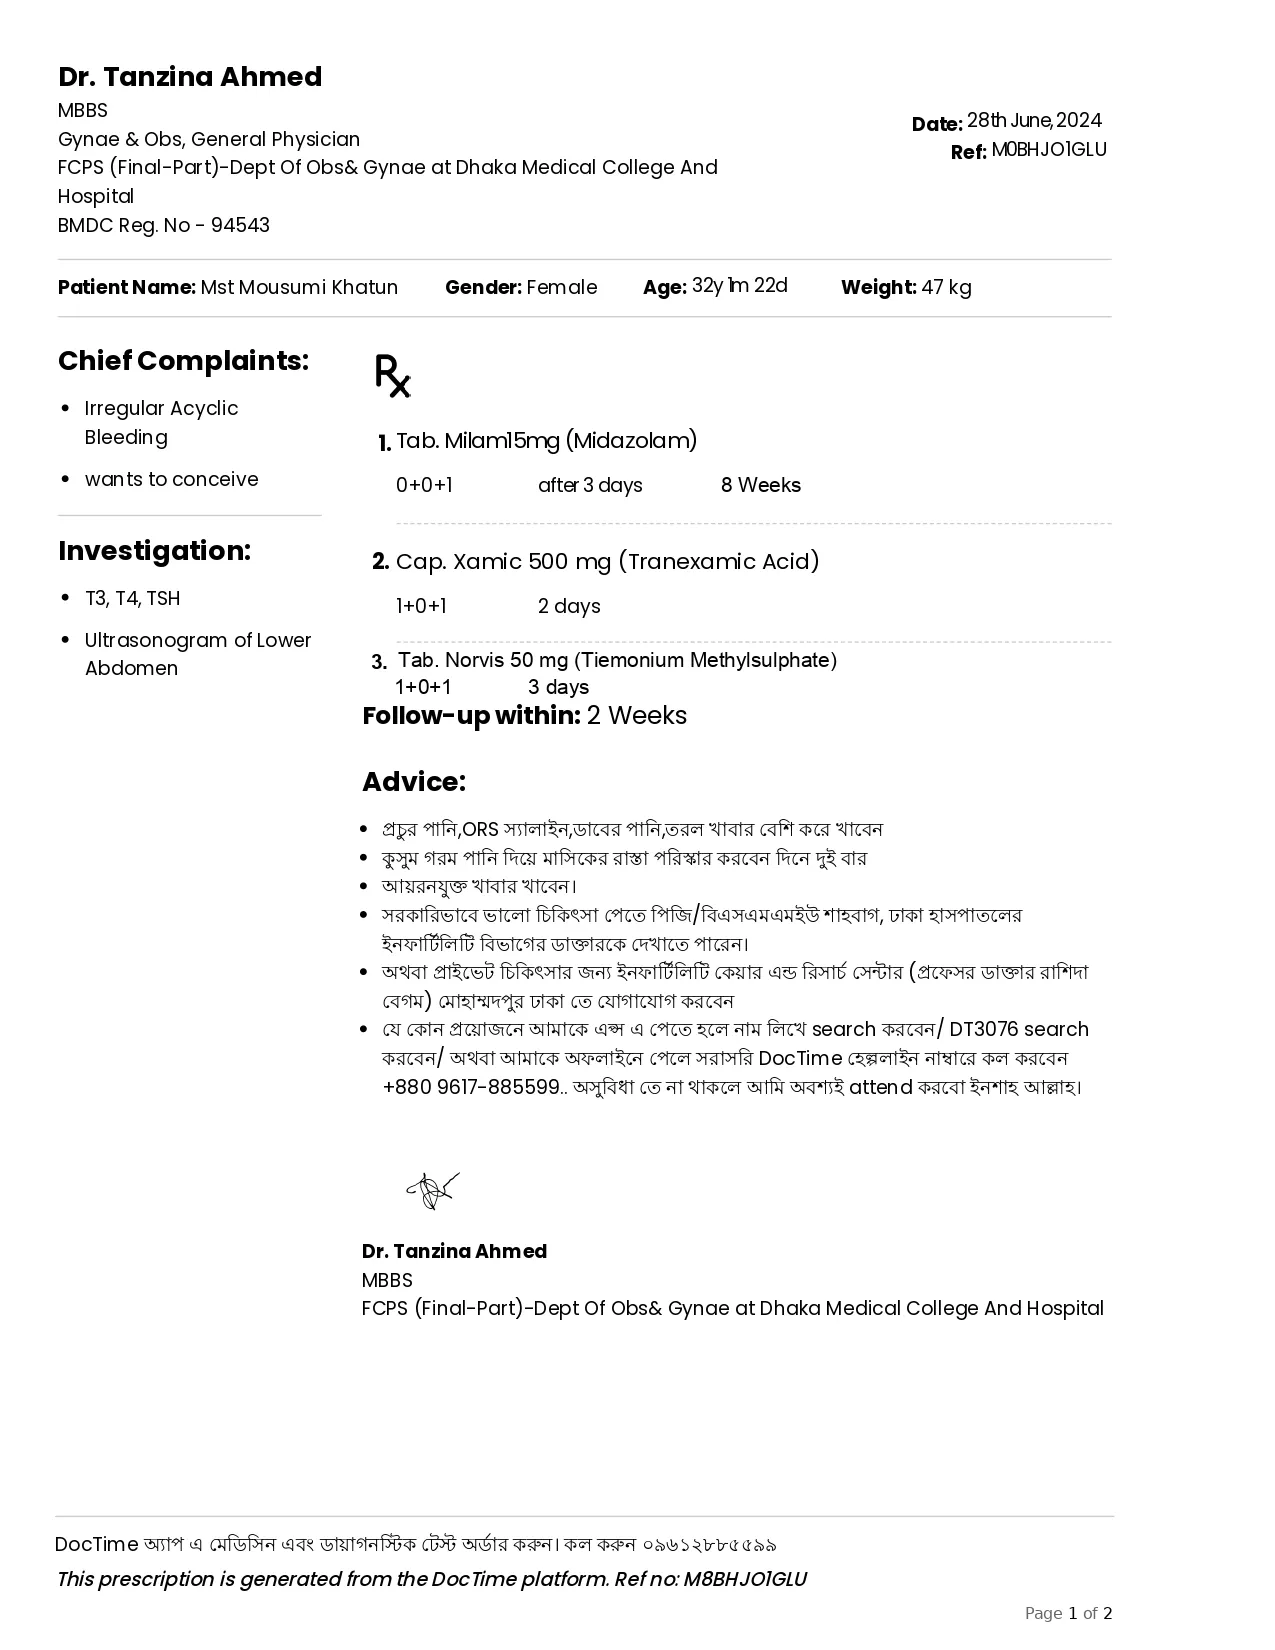 Dr. Tanzina Ahmed
MBBS
Gynae & Obs, General Physician
FCPS (Final-Part)-Dept Of Obs& Gynae at Dhaka Medical College And
Hospital
BMDC Reg. No - 94543
Date: 28th June, 2024
Ref: M0BHJO1GLU
Patient Name: Mst Mousumi Khatun Gender: Female Age: 32y 1m 22d Weight: 47 kg
Chief Complaints:
• Irregular Acyclic
Bleeding
• wants to conceive
Investigation:
• T3, T4, TSH
• Ultrasonogram of Lower
Abdomen
Rx
1. Tab. Milam15mg (Midazolam)
0+0+1 after 3 days 8 Weeks
2. Cap. Xamic 500 mg (Tranexamic Acid)
1+0+1 2 days
3. Tab. Norvis 50 mg (Tiemonium Methylsulphate)
1+0+1 3 days
Follow-up within: 2 Weeks
Advice:
• প্রচুর পানি,ORS স্যালাইন,ডাবের পানি,তরল খাবার বেশি করে খাবেন
• কুসুম গরম পানি দিয়ে মাসিকের রাস্তা পরিস্কার করবেন দিনে দুই বার
• আয়রনযুক্ত খাবার খাবেন।
• সরকারিভাবে ভালো চিকিৎসা পেতে পিজি/বিএসএমএমইউ শাহবাগ, ঢাকা হাসপাতলের
ইনফার্টিলিটি বিভাগের ডাক্তারকে দেখাতে পারেন।
• অথবা প্রাইভেট চিকিৎসার জন্য ইনফার্টিলিটি কেয়ার এন্ড রিসার্চ সেন্টার (প্রফেসর ডাক্তার রাশিদা
বেগম) মোহাম্মদপুর ঢাকা তে যোগাযোগ করবেন
• যে কোন প্রয়োজনে আমাকে এপ্স এ পেতে হলে নাম লিখে search করবেন/ DT3076 search
করবেন/ অথবা আমাকে অফলাইনে পেলে সরাসরি DocTime হেল্পলাইন নাম্বারে কল করবেন
+880 9617-885599.. অসুবিধা তে না থাকলে আমি অবশ্যই attend করবো ইনশাহ আল্লাহ।
Dr. Tanzina Ahmed
MBBS
FCPS (Final-Part)-Dept Of Obs& Gynae at Dhaka Medical College And Hospital
DocTime অ্যাপ এ মেডিসিন এবং ডায়াগনস্টিক টেস্ট অর্ডার করুন। কল করুন ০৯৬১২৮৮৫৫৯৯
This prescription is generated from the DocTime platform. Ref no: M8BHJO1GLU
Page 1 of 2